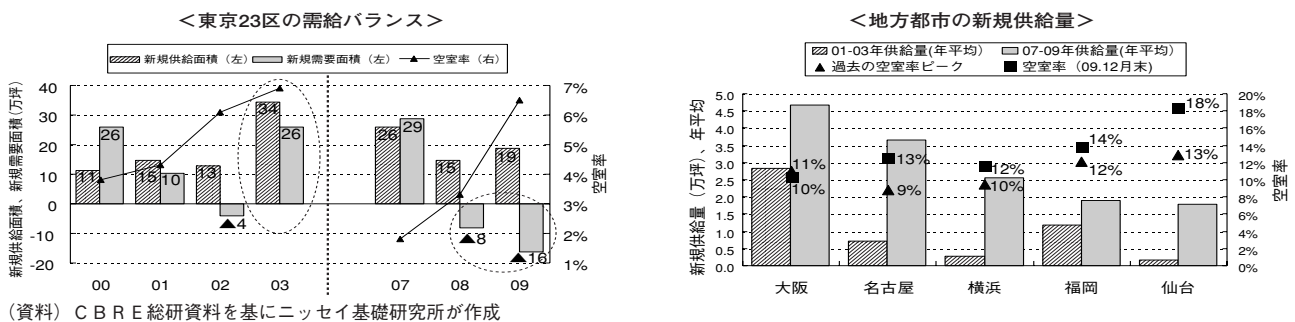 ＜東京23区の需給バランス＞
新規供給面積（左） 新規需要面積（左） 空室率（右）
新規供給面積、新規需要面積（万坪）
40
30
20
10
0
-10
-20
7%
6%
5%
4%
3%
2%
1%
空室率
11 26 15 10 13 ▲4 34 26 26 29 15 ▲8 19 ▲16
00 01 02 03 07 08 09
（資料）ＣＢＲＥ総研資料を基にニッセイ基礎研究所が作成
＜地方都市の新規供給量＞
01-03年供給量(年平均） 07-09年供給量(年平均）
過去の空室率ピーク 空室率（09.12月末）
新規供給量（万坪）、年平均
5.0
4.5
4.0
3.5
3.0
2.5
2.0
1.5
1.0
0.5
0.0
20%
18%
16%
14%
12%
10%
8%
6%
4%
2%
0%
空室率
11% 10% 13% 9% 12% 10% 14% 12% 18% 13%
大阪 名古屋 横浜 福岡 仙台